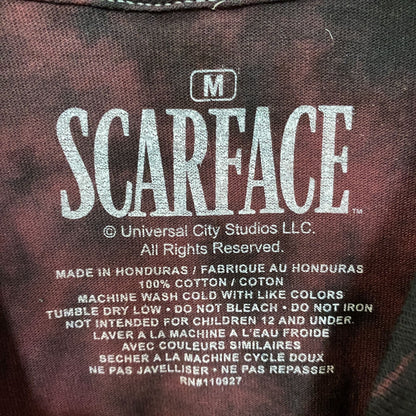 M
SCARFACE™
© Universal City Studios LLC.
All Rights Reserved.
MADE IN HONDURAS / FABRIQUE AU HONDURAS
100% COTTON / COTON
MACHINE WASH COLD WITH LIKE COLORS
TUMBLE DRY LOW • DO NOT BLEACH • DO NOT IRON
NOT INTENDED FOR CHILDREN 12 AND UNDER.
LAVER À LA MACHINE A L'EAU FROIDE
AVEC COULEURS SIMILAIRES
SECHER A LA MACHINE CYCLE DOUX
NE PAS JAVELLISER • NE PAS REPASSER
RN#110927